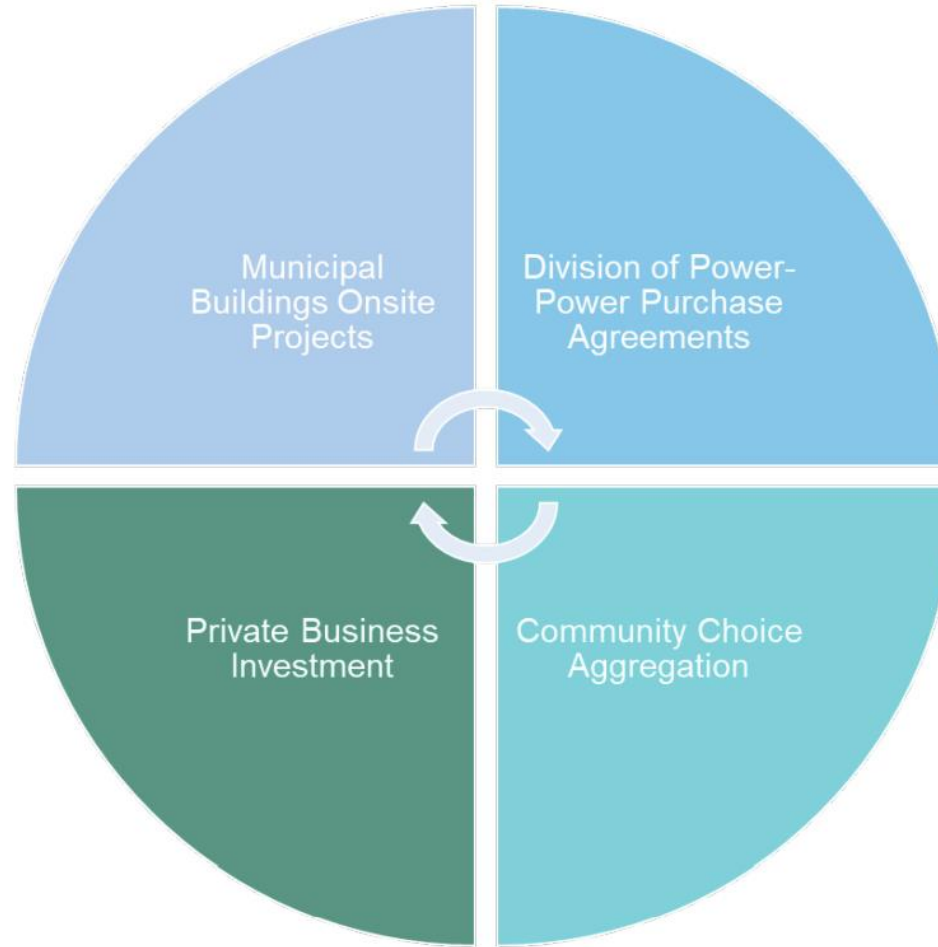 Municipal
Buildings Onsite
Projects
Division of Power-
Power Purchase
Agreements
Private Business
Investment
Community Choice
Aggregation